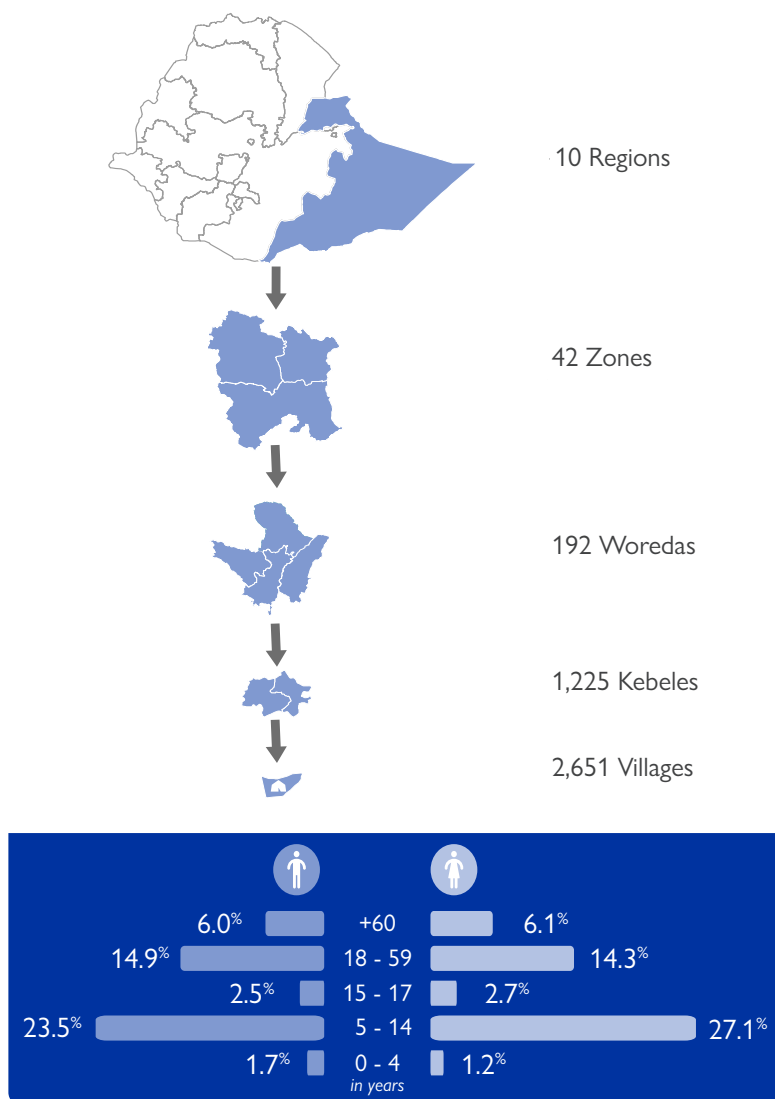 10 Regions
42 Zones
192 Woredas
1,225 Kebeles
2,651 Villages
6.0% +60 6.1%
14.9% 18 - 59 14.3%
2.5% 15 - 17 2.7%
23.5% 5 - 14 27.1%
1.7% 0 - 4 1.2%
in years